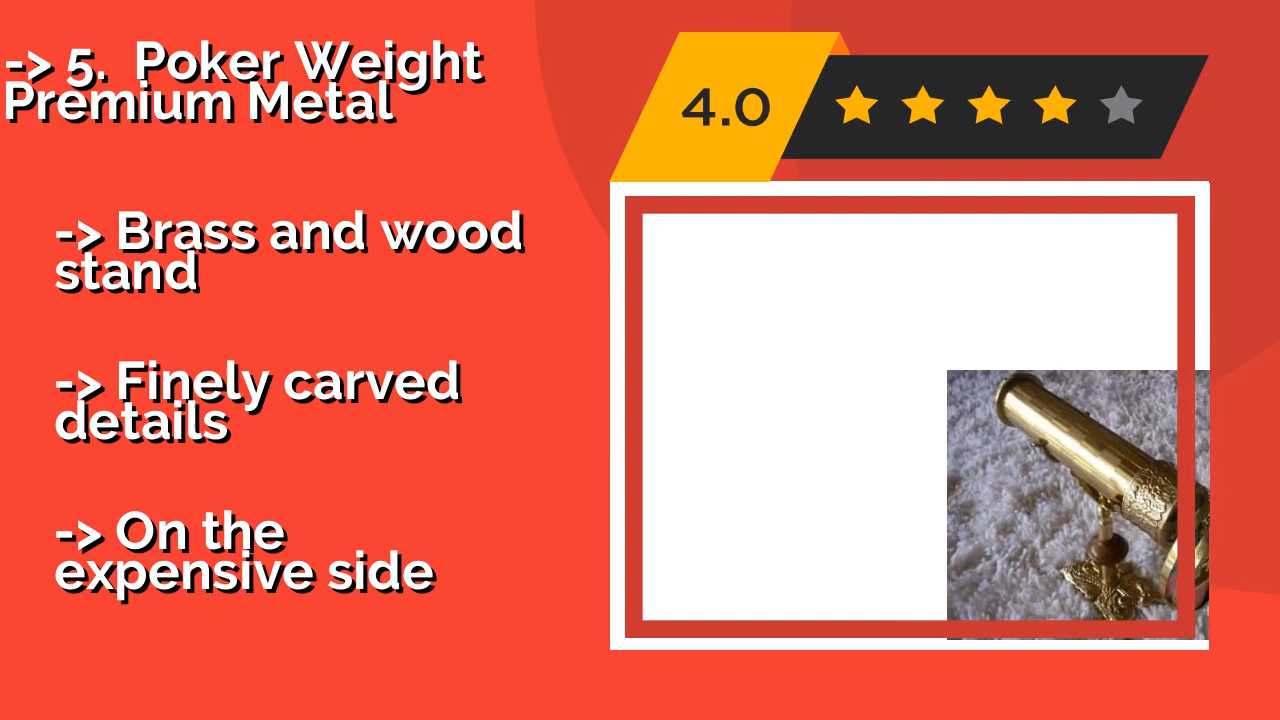 -> 5.  Poker Weight
Premium Metal
4.0
-> Brass and wood
stand
-> Finely carved
details
-> On the
expensive side